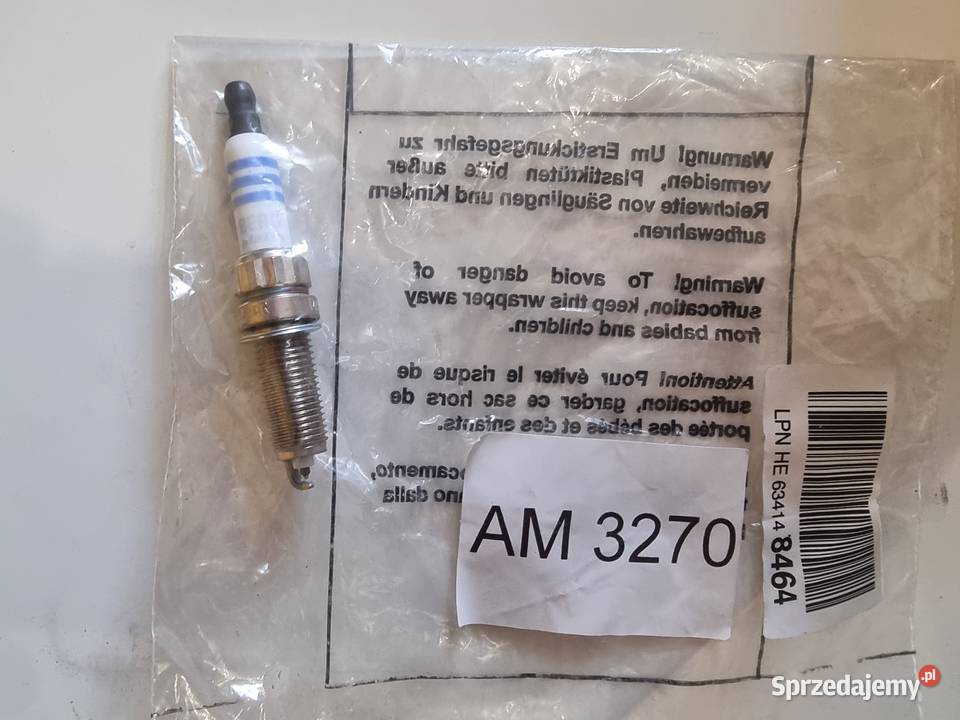 Warnung! Um Erstickungsgefahr zu
vermeiden, Plastiktüten bitte außer
Reichweite von Säuglingen und Kindern
aufbewahren.
Warning! To avoid danger of
suffocation, keep this wrapper away
from babies and children.
Attention! Pour éviter le risque de
suffocation, garder ce sac hors de
portée des bébés et des enfants.
AM 3270
LPN HE 63414 8464
Sprzedajemy.pl